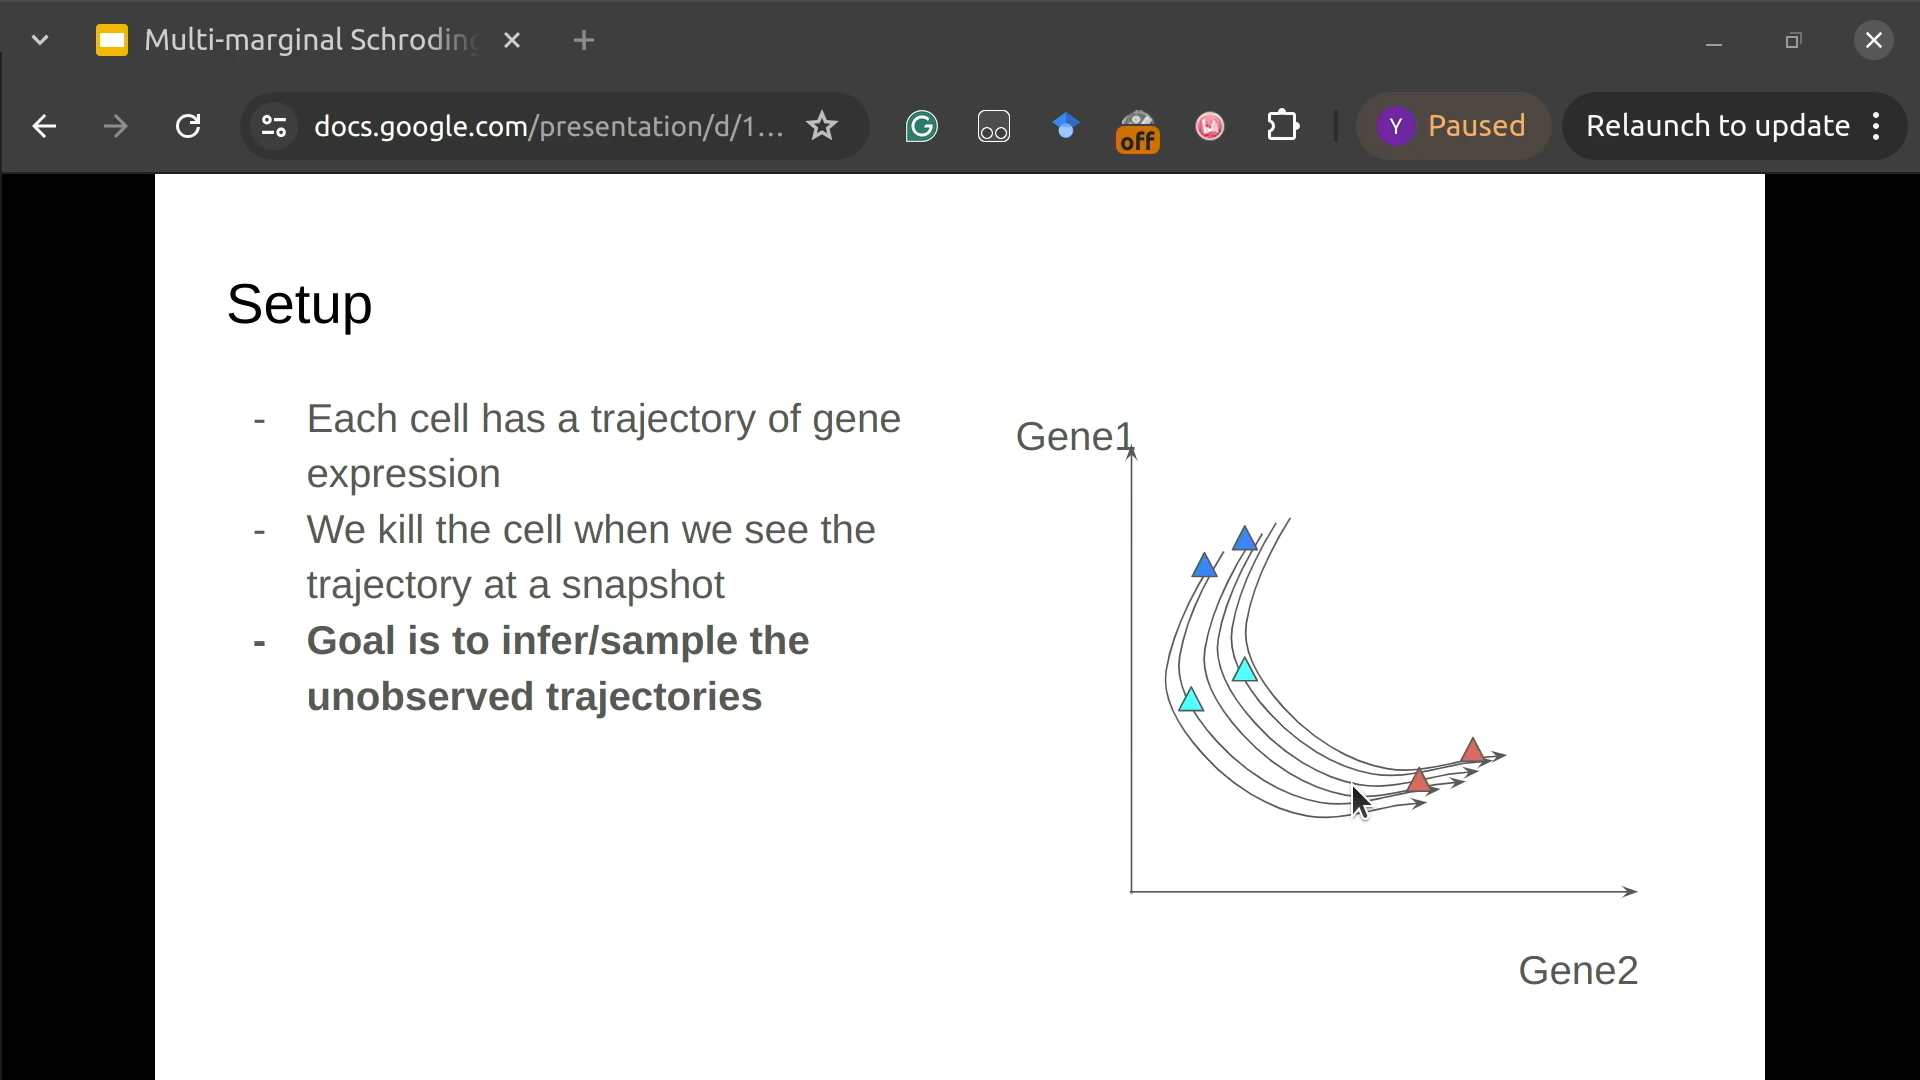 Multi-marginal Schroding
docs.google.com/presentation/d/1...
off
Y Paused
Relaunch to update
Setup
- Each cell has a trajectory of gene
expression
- We kill the cell when we see the
trajectory at a snapshot
- Goal is to infer/sample the
unobserved trajectories
Gene1
Gene2